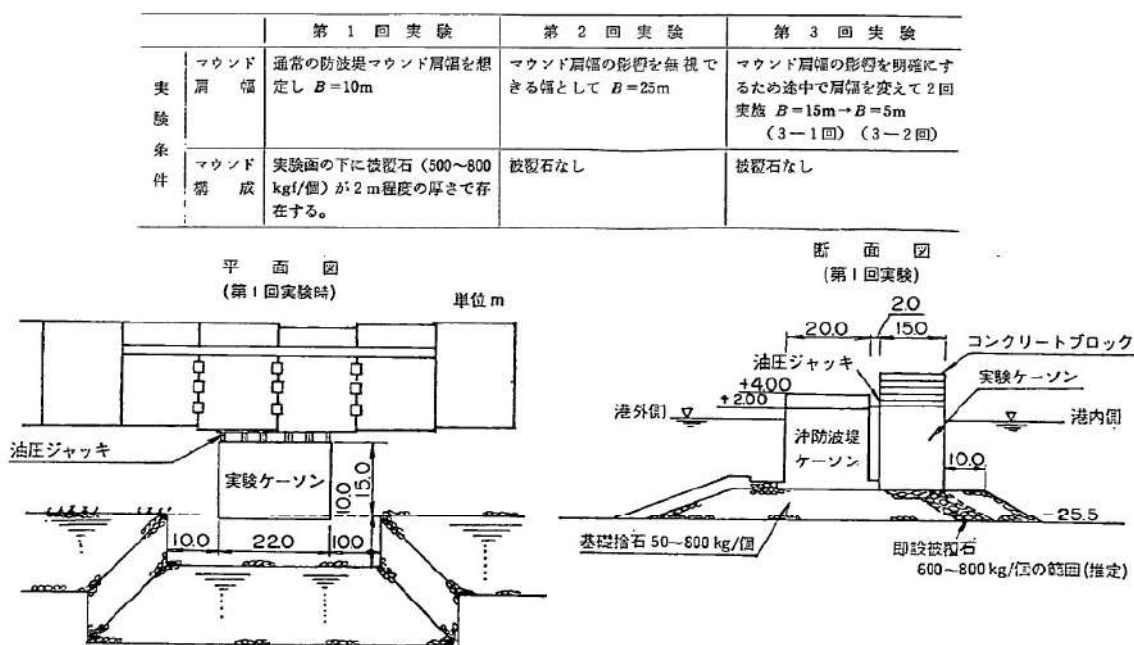 第1回実験 第2回実験 第3回実験
実験条件
マウンド肩幅
通常の防波堤マウンド肩幅を想
定し B=10m
マウンド肩幅の影響を無視で
きる幅として B=25m
マウンド肩幅の影響を明確にす
るため途中で肩幅を変えて2回
実施 B=15m→B=5m
(3-1回) (3-2回)
マウンド構成
実験函の下に被覆石(500~800
kgf/個)が2m程度の厚さで存
在する。
被覆石なし
被覆石なし
平面図
(第1回実験時)
単位m
油圧ジャッキ
実験ケーソン
15.0
10.0
10.0
22.0
10.0
断面図
(第1回実験)
2.0
20.0
15.0
コンクリートブロック
油圧ジャッキ
実験ケーソン
+4.00
+2.00
港外側
港内側
沖防波堤
ケーソン
10.0
-25.5
基礎捨石 50~800kg/個
即設被覆石
600~800kg/個の範囲(推定)